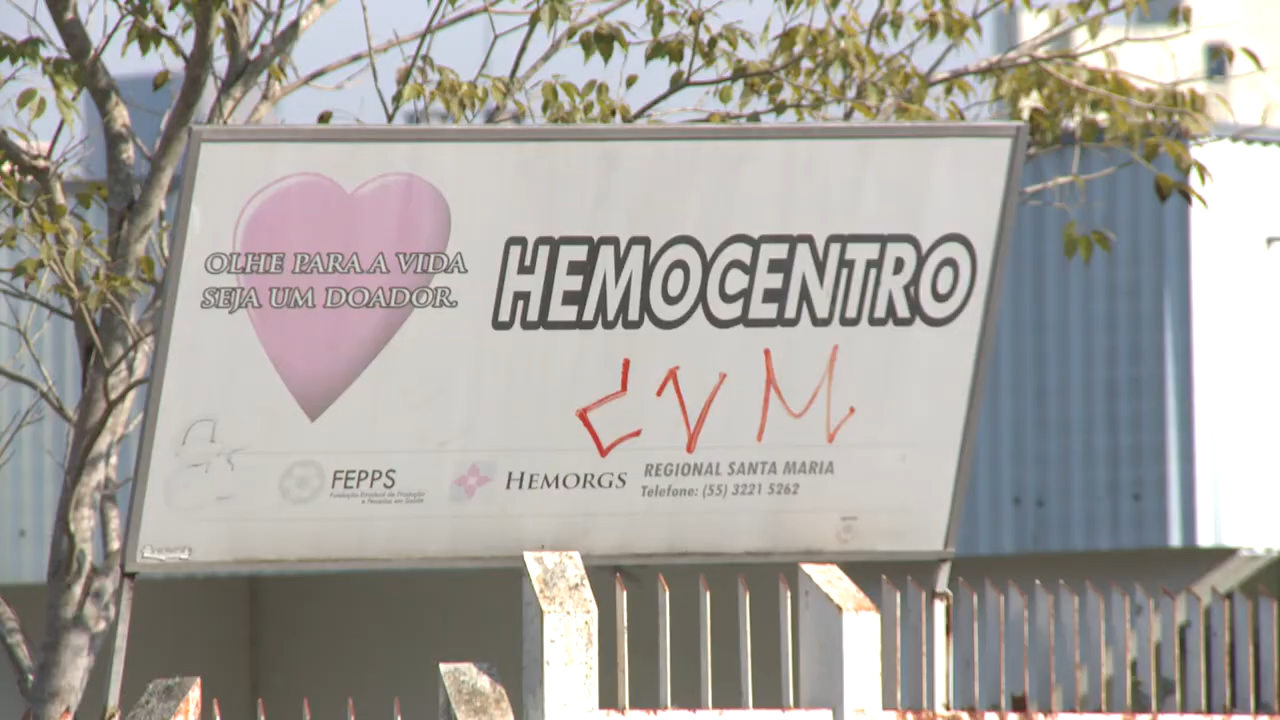 OLHE PARA A VIDA
SEJA UM DOADOR.
HEMOCENTRO
CVM
FEPPS
Fundação Estadual de Produção
e Pesquisa em Saúde
HEMORGS
REGIONAL SANTA MARIA
Telefone: (55) 3221 5262